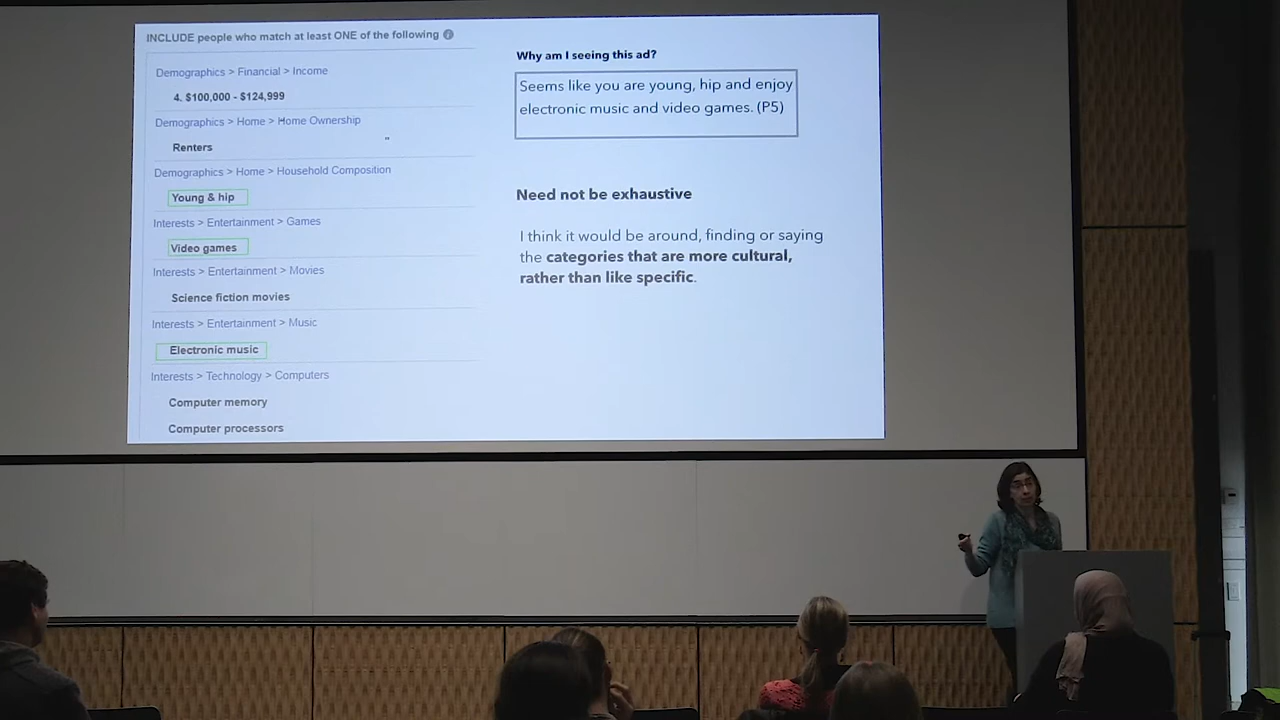 INCLUDE people who match at least ONE of the following
Demographics > Financial > Income
4. $100,000 - $124,999
Demographics > Home > Home Ownership
Renters
Demographics > Home > Household Composition
Young & hip
Interests > Entertainment > Games
Video games
Interests > Entertainment > Movies
Science fiction movies
Interests > Entertainment > Music
Electronic music
Interests > Technology > Computers
Computer memory
Computer processors
Why am I seeing this ad?
Seems like you are young, hip and enjoy
electronic music and video games. (P5)
Need not be exhaustive
I think it would be around, finding or saying
the categories that are more cultural,
rather than like specific.